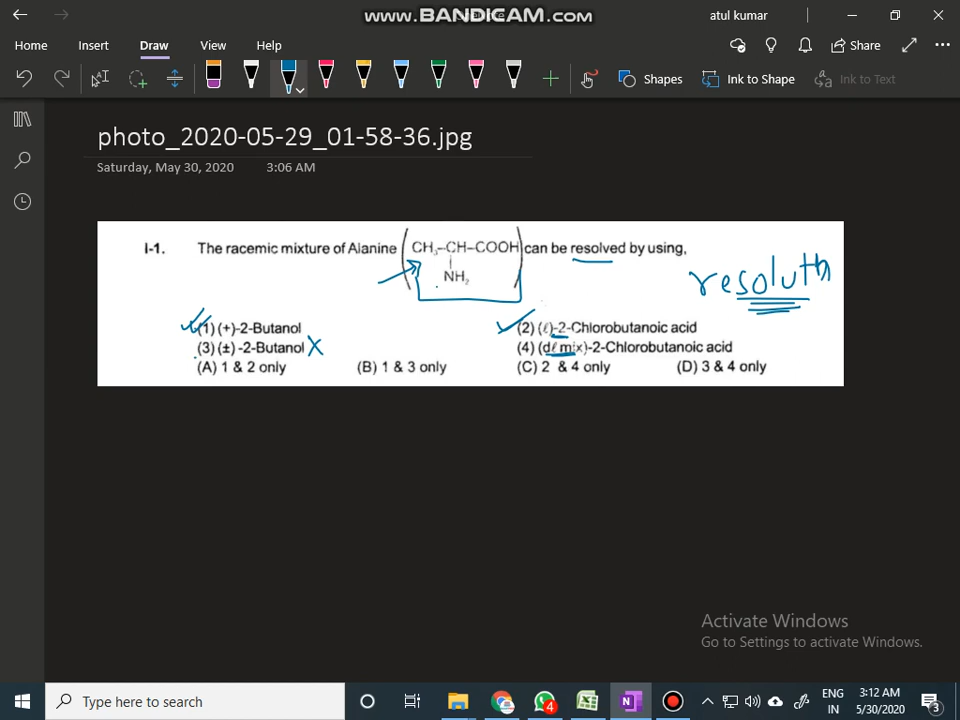 www.BANDICAM.com
atul kumar
Home Insert Draw View Help
Share
Shapes
Ink to Shape
Ink to Text
photo_2020-05-29_01-58-36.jpg
Saturday, May 30, 2020 3:06 AM
I-1. The racemic mixture of Alanine (CH₃–CH–COOH) can be resolved by using,
NH₂
resolutn
(1) (+)-2-Butanol (2) (ℓ)-2-Chlorobutanoic acid
(3) (±) -2-Butanol X (4) (dℓ mix)-2-Chlorobutanoic acid
(A) 1 & 2 only (B) 1 & 3 only (C) 2 & 4 only (D) 3 & 4 only
Activate Windows
Go to Settings to activate Windows.
Type here to search
4
ENG
IN
3:12 AM
5/30/2020
3